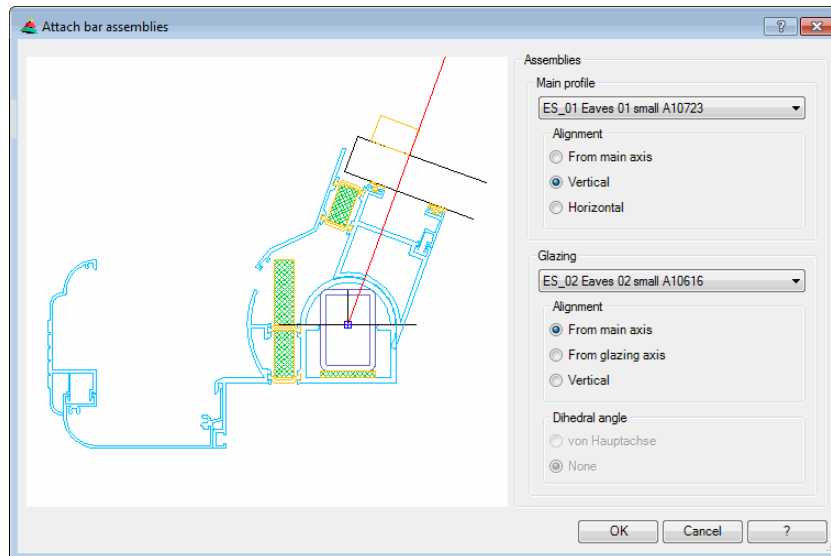 Attach bar assemblies
?
Assemblies
Main profile
ES_01 Eaves 01 small A10723
Alignment
From main axis
Vertical
Horizontal
Glazing
ES_02 Eaves 02 small A10616
Alignment
From main axis
From glazing axis
Vertical
Dihedral angle
von Hauptachse
None
OK Cancel ?